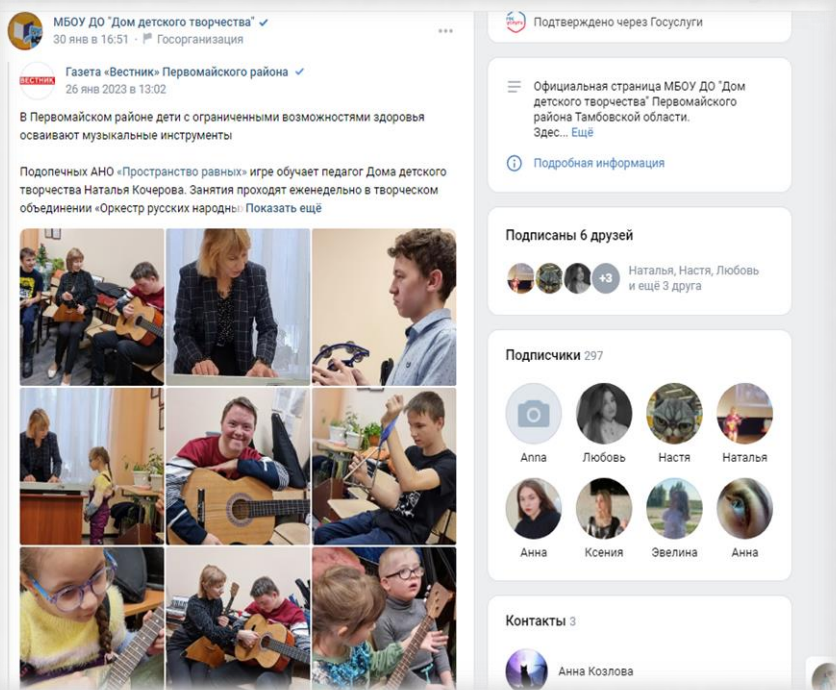 МБОУ ДО "Дом детского творчества"
30 янв в 16:51 · Госорганизация
ВЕСТНИК
Газета «Вестник» Первомайского района
26 янв 2023 в 13:02
В Первомайском районе дети с ограниченными возможностями здоровья
осваивают музыкальные инструменты
Подопечных АНО «Пространство равных» игре обучает педагог Дома детского
творчества Наталья Кочерова. Занятия проходят еженедельно в творческом
объединении «Оркестр русских народны Показать ещё
Подтверждено через Госуслуги
Официальная страница МБОУ ДО "Дом
детского творчества" Первомайского
района Тамбовской области.
Здес... Ещё
Подробная информация
Подписаны 6 друзей
+3
Наталья, Настя, Любовь
и ещё 3 друга
Подписчики 297
Anna Любовь Настя Наталья
Анна Ксения Эвелина Анна
Контакты 3
Анна Козлова